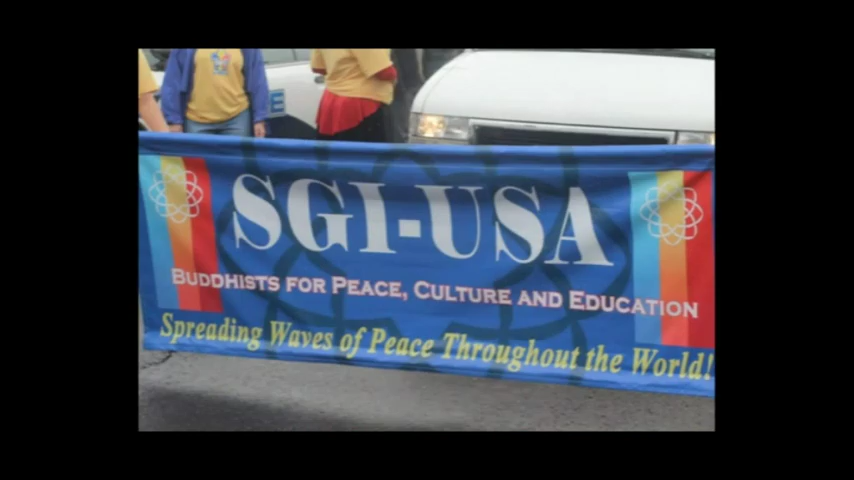 SGI-USA
BUDDHISTS FOR PEACE, CULTURE AND EDUCATION
Spreading Waves of Peace Throughout the World!